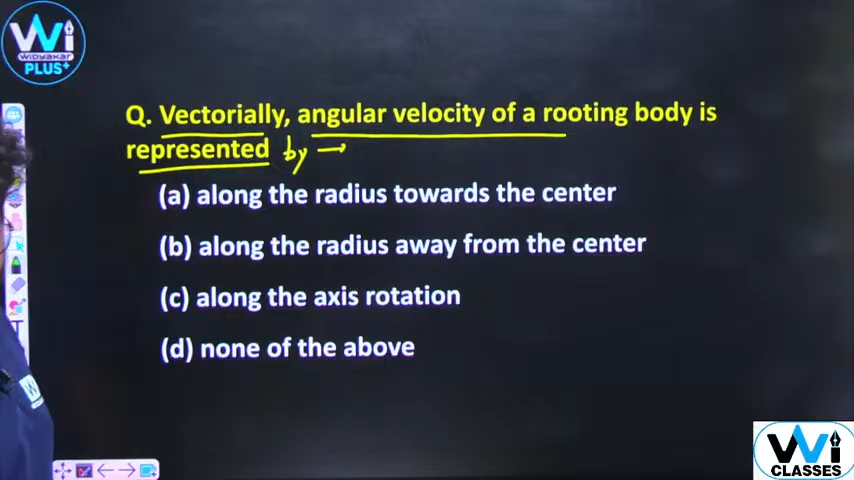 Wi
WIDYAKAR
PLUS+
Q. Vectorially, angular velocity of a rooting body is
represented by →
(a) along the radius towards the center
(b) along the radius away from the center
(c) along the axis rotation
(d) none of the above
Wi
CLASSES